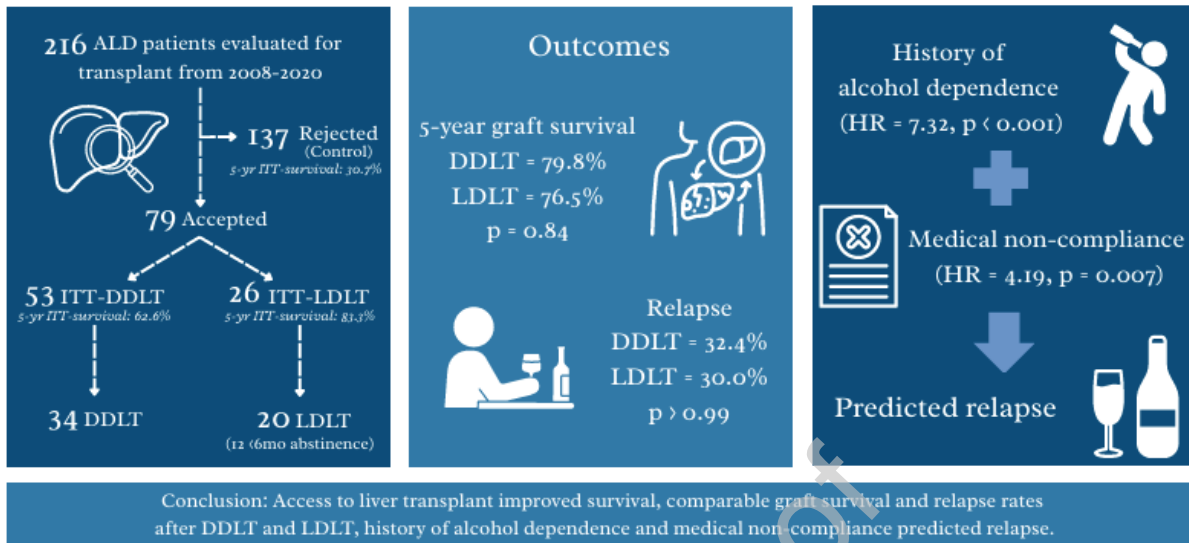 216 ALD patients evaluated for
transplant from 2008-2020
137 Rejected
(Control)
5-yr ITT-survival: 30.7%
79 Accepted
53 ITT-DDLT
5-yr ITT-survival: 62.6%
26 ITT-LDLT
5-yr ITT-survival: 83.3%
34 DDLT
20 LDLT
(12 <6mo abstinence)
Outcomes
5-year graft survival
DDLT = 79.8%
LDLT = 76.5%
p = 0.84
Relapse
DDLT = 32.4%
LDLT = 30.0%
p > 0.99
History of
alcohol dependence
(HR = 7.32, p < 0.001)
Medical non-compliance
(HR = 4.19, p = 0.007)
Predicted relapse
Conclusion: Access to liver transplant improved survival, comparable graft survival and relapse rates
after DDLT and LDLT, history of alcohol dependence and medical non-compliance predicted relapse.
of